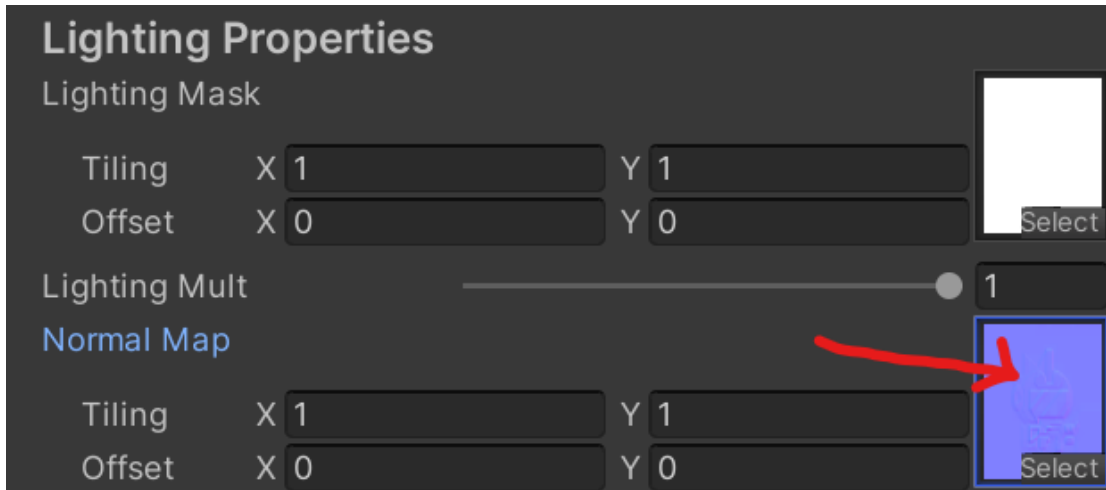 Lighting Properties
Lighting Mask
Tiling X 1 Y 1
Offset X 0 Y 0
Select
Lighting Mult 1
Normal Map
Tiling X 1 Y 1
Offset X 0 Y 0
Select